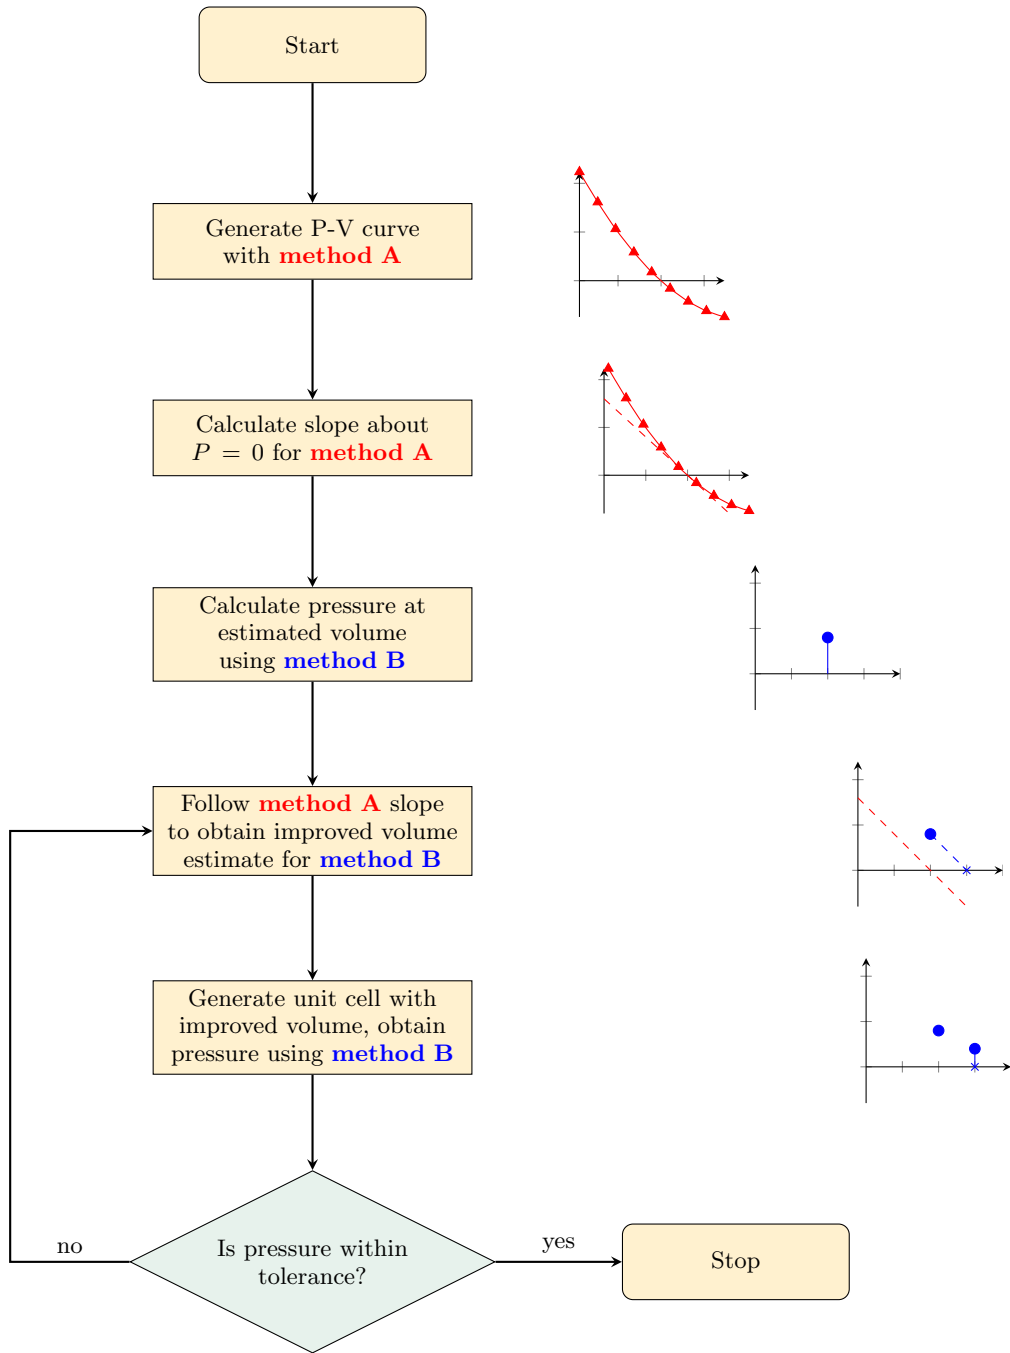 Start
Generate P-V curve
with method A
Calculate slope about
P = 0 for method A
Calculate pressure at
estimated volume
using method B
Follow method A slope
to obtain improved volume
estimate for method B
Generate unit cell with
improved volume, obtain
pressure using method B
Is pressure within
tolerance?
no
yes
Stop